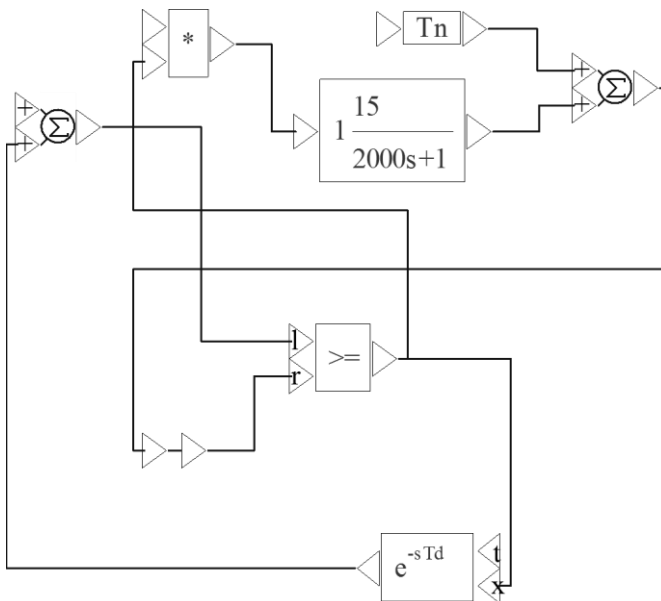 *
Tn
+
+
Σ
+
+
Σ
1 15
2000s+1
l
r
>=
e^-sTd
t
x